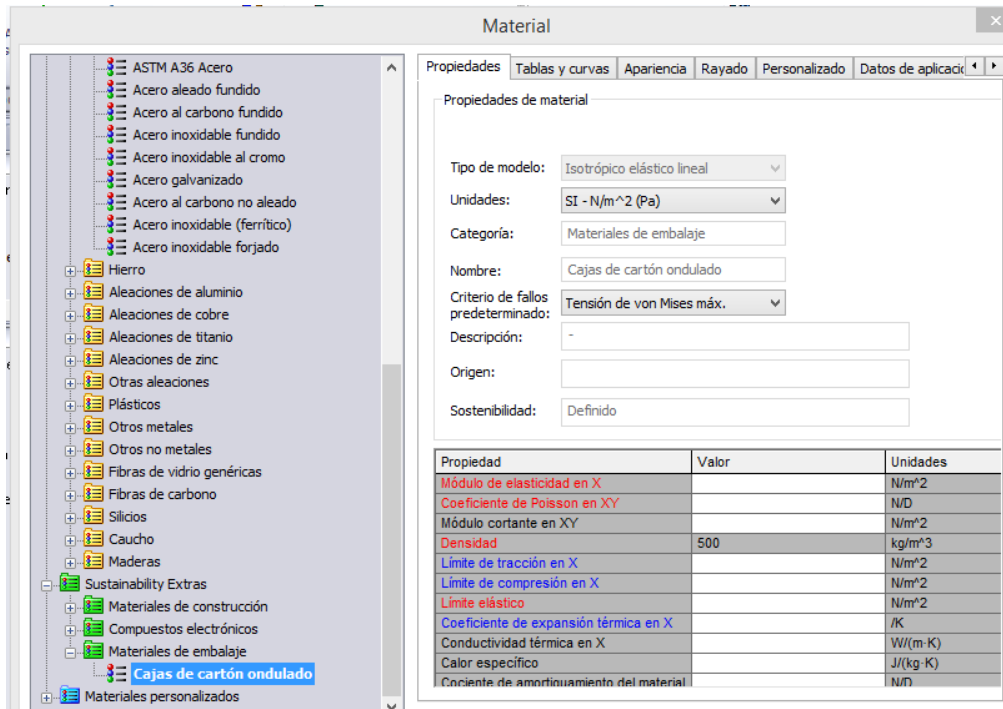 Material
ASTM A36 Acero
Acero aleado fundido
Acero al carbono fundido
Acero inoxidable fundido
Acero inoxidable al cromo
Acero galvanizado
Acero al carbono no aleado
Acero inoxidable (ferrítico)
Acero inoxidable forjado
Hierro
Aleaciones de aluminio
Aleaciones de cobre
Aleaciones de titanio
Aleaciones de zinc
Otras aleaciones
Plásticos
Otros metales
Otros no metales
Fibras de vidrio genéricas
Fibras de carbono
Silicios
Caucho
Maderas
Sustainability Extras
Materiales de construcción
Compuestos electrónicos
Materiales de embalaje
Cajas de cartón ondulado
Materiales personalizados
Propiedades Tablas y curvas Apariencia Rayado Personalizado Datos de aplicació
Propiedades de material
Tipo de modelo: Isotrópico elástico lineal
Unidades: SI - N/m^2 (Pa)
Categoría: Materiales de embalaje
Nombre: Cajas de cartón ondulado
Criterio de fallos
predeterminado: Tensión de von Mises máx.
Descripción: -
Origen:
Sostenibilidad: Definido
Propiedad Valor Unidades
Módulo de elasticidad en X N/m^2
Coeficiente de Poisson en XY N/D
Módulo cortante en XY N/m^2
Densidad 500 kg/m^3
Límite de tracción en X N/m^2
Límite de compresión en X N/m^2
Límite elástico N/m^2
Coeficiente de expansión térmica en X /K
Conductividad térmica en X W/(m·K)
Calor específico J/(kg·K)
Cociente de amortiguamiento del material N/D